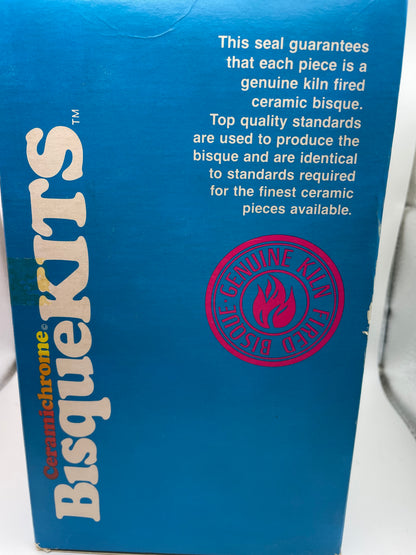 This seal guarantees
that each piece is a
genuine kiln fired
ceramic bisque.
Top quality standards
are used to produce the
bisque and are identical
to standards required
for the finest ceramic
pieces available.
GENUINE KILN FIRED BISQUE
Ceramichrome©
BisqueKITS™